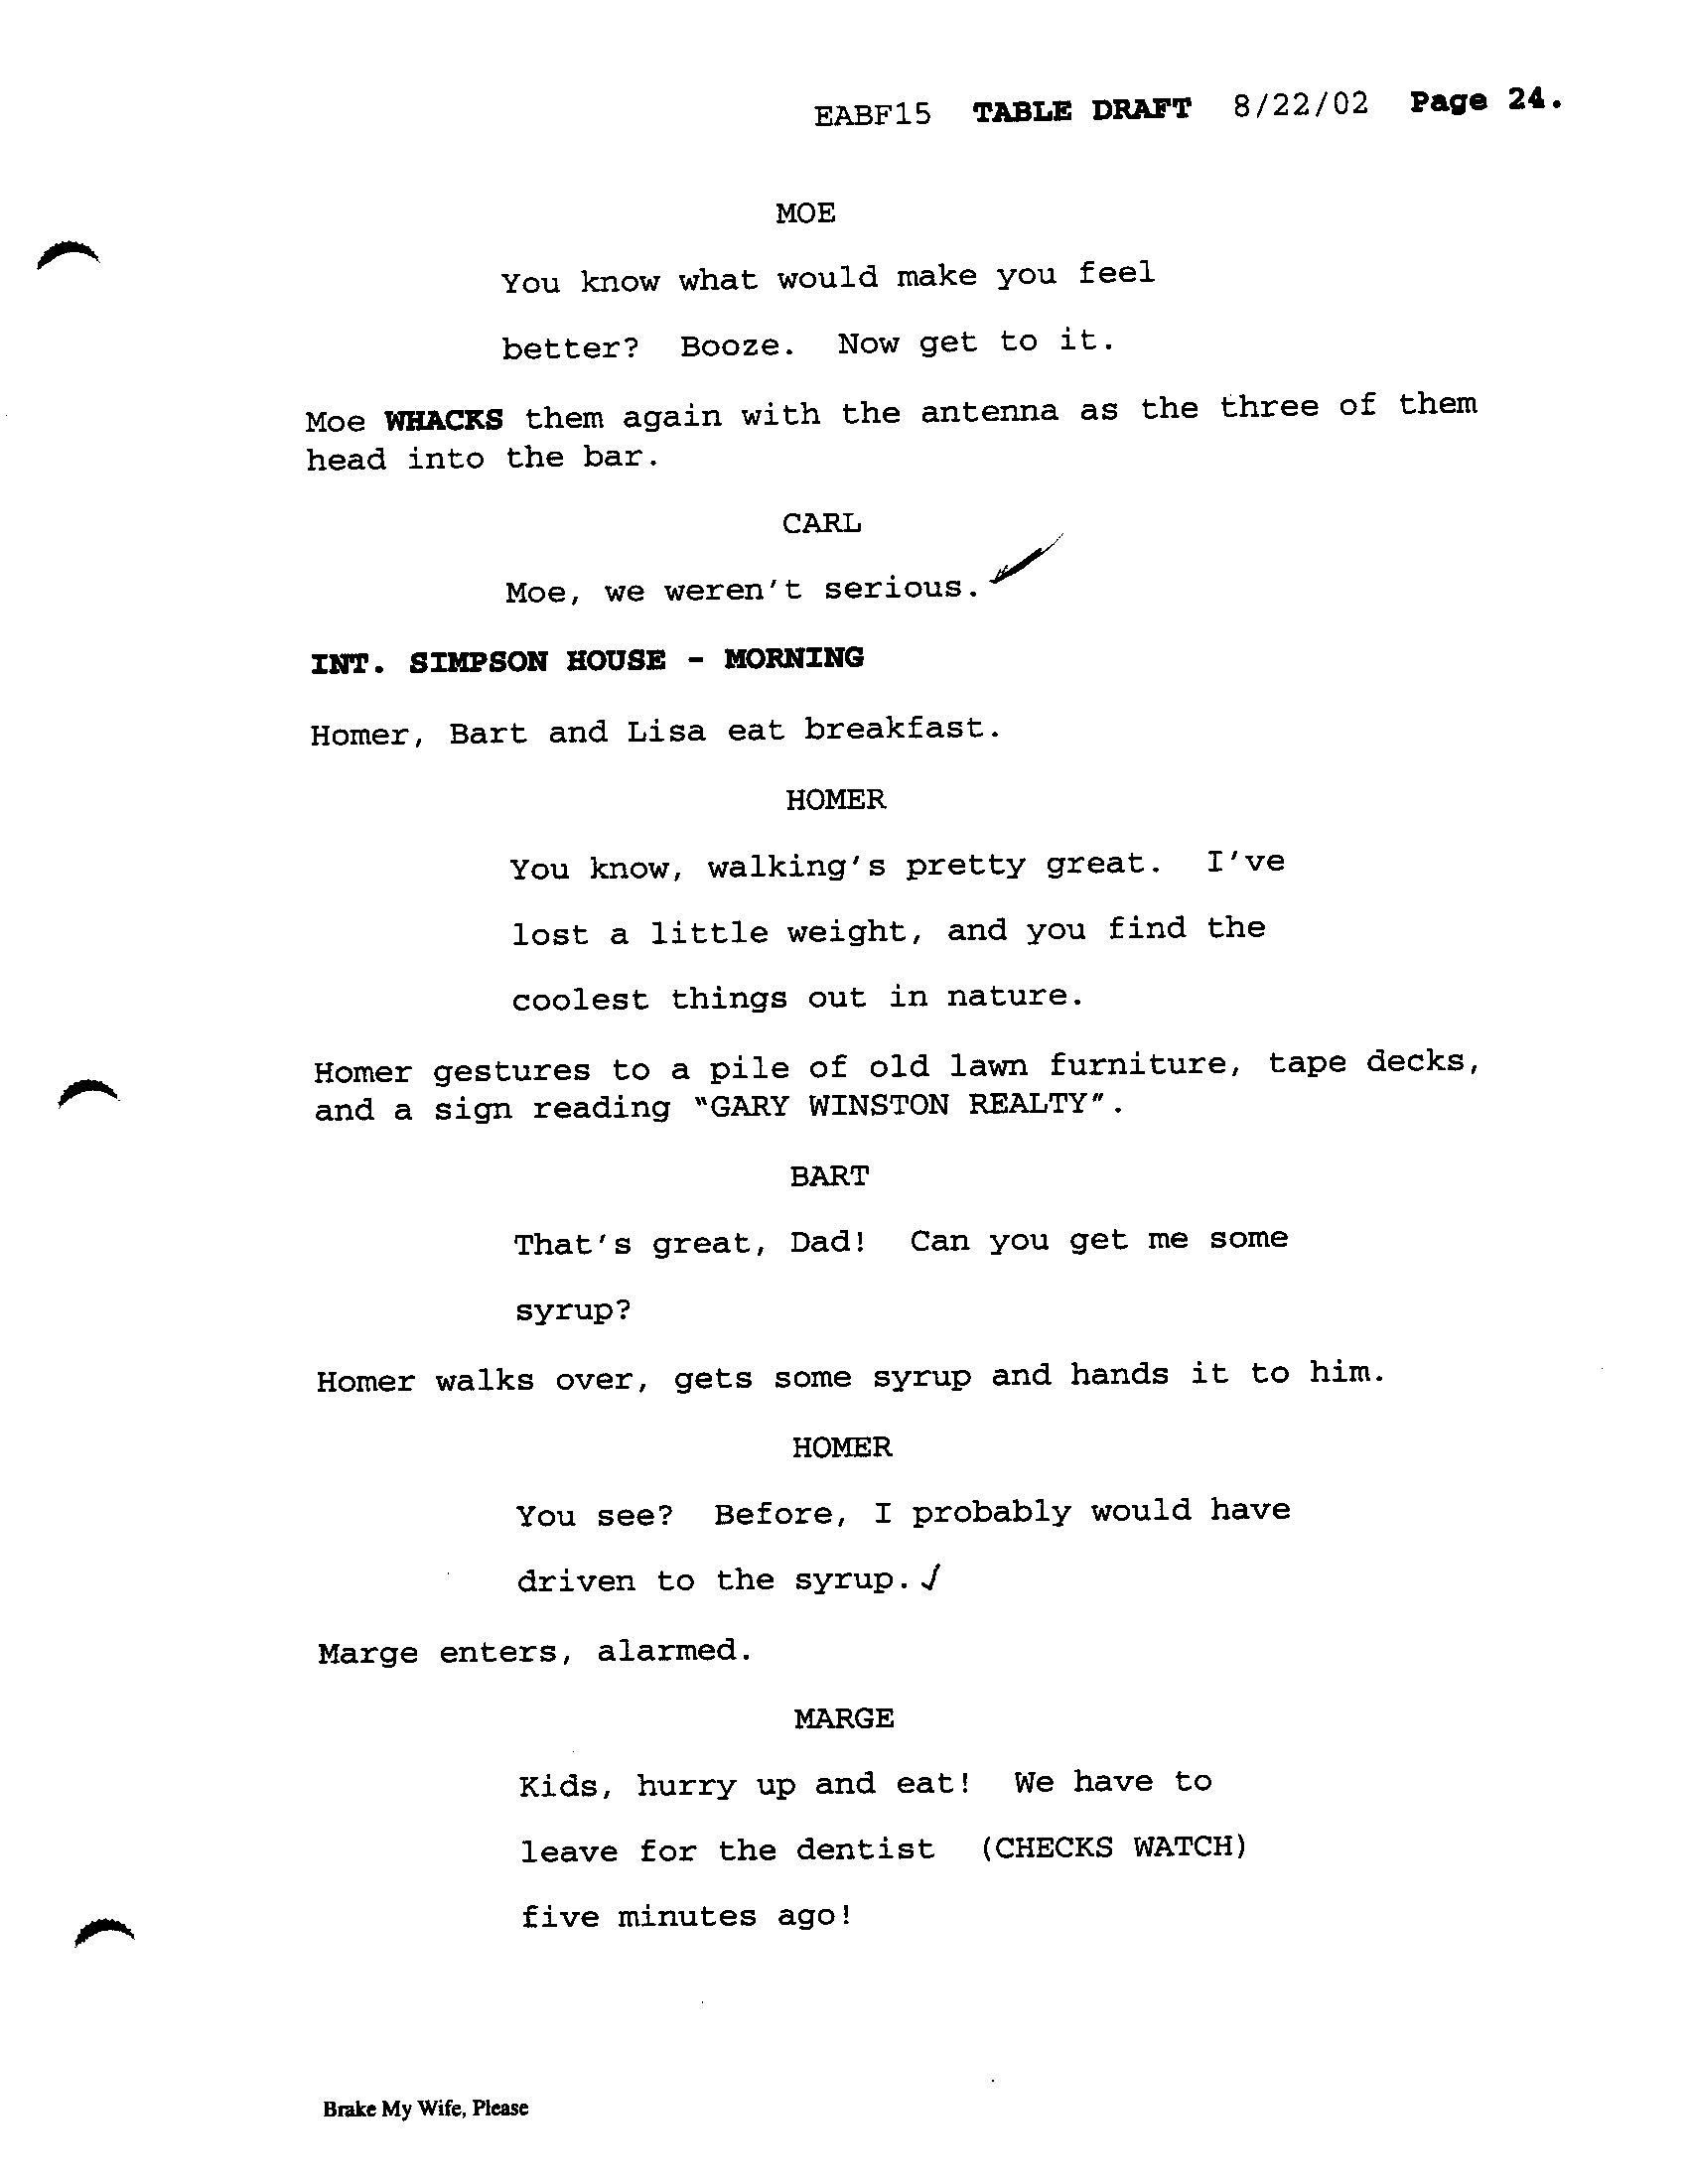 EABF15 TABLE DRAFT 8/22/02 Page 24.
MOE
You know what would make you feel
better? Booze. Now get to it.
Moe WHACKS them again with the antenna as the three of them
head into the bar.
CARL
Moe, we weren't serious.
INT. SIMPSON HOUSE - MORNING
Homer, Bart and Lisa eat breakfast.
HOMER
You know, walking's pretty great. I've
lost a little weight, and you find the
coolest things out in nature.
Homer gestures to a pile of old lawn furniture, tape decks,
and a sign reading "GARY WINSTON REALTY".
BART
That's great, Dad! Can you get me some
syrup?
Homer walks over, gets some syrup and hands it to him.
HOMER
You see? Before, I probably would have
driven to the syrup. ✓
Marge enters, alarmed.
MARGE
Kids, hurry up and eat! We have to
leave for the dentist (CHECKS WATCH)
five minutes ago!
Brake My Wife, Please